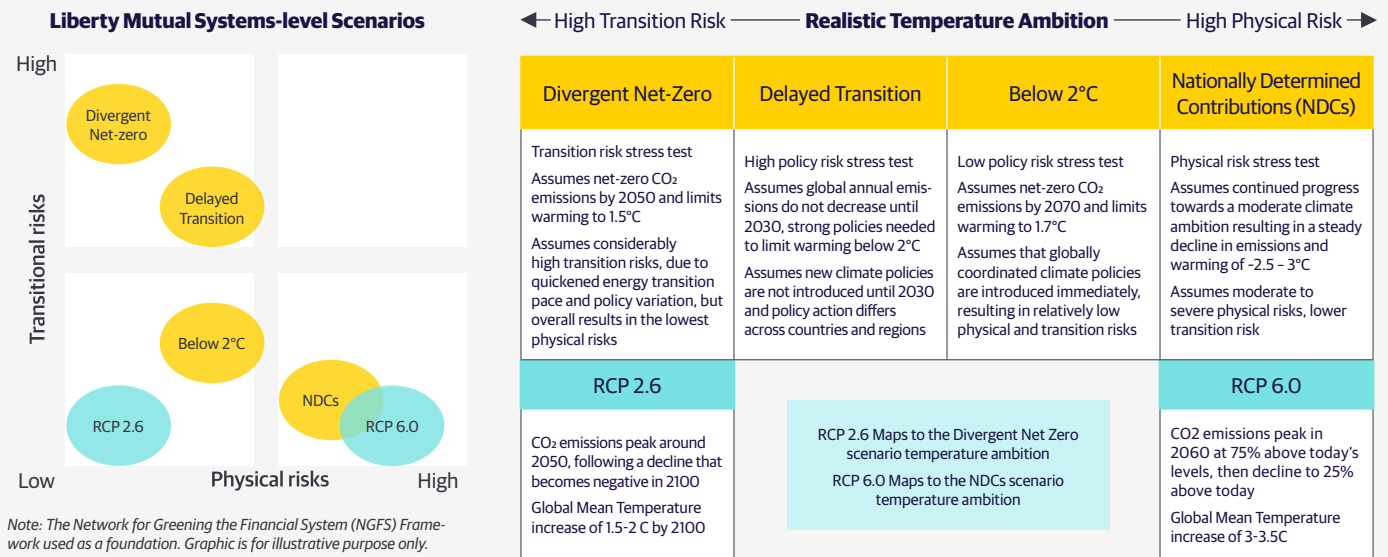 Liberty Mutual Systems-level Scenarios
High
Transitional risks
Divergent
Net-zero
Delayed
Transition
Below 2°C
NDCs
RCP 2.6
RCP 6.0
Low
Physical risks
High
Note: The Network for Greening the Financial System (NGFS) Frame-
work used as a foundation. Graphic is for illustrative purpose only.
High Transition Risk
Realistic Temperature Ambition
High Physical Risk
Divergent Net-Zero
Delayed Transition
Below 2°C
Nationally Determined
Contributions (NDCs)
Transition risk stress test
Assumes net-zero CO₂
emissions by 2050 and limits
warming to 1.5°C
Assumes considerably
high transition risks, due to
quickened energy transition
pace and policy variation, but
overall results in the lowest
physical risks
High policy risk stress test
Assumes global annual emis-
sions do not decrease until
2030, strong policies needed
to limit warming below 2°C
Assumes new climate policies
are not introduced until 2030
and policy action differs
across countries and regions
Low policy risk stress test
Assumes net-zero CO₂
emissions by 2070 and limits
warming to 1.7°C
Assumes that globally
coordinated climate policies
are introduced immediately,
resulting in relatively low
physical and transition risks
Physical risk stress test
Assumes continued progress
towards a moderate climate
ambition resulting in a steady
decline in emissions and
warming of ~2.5 – 3°C
Assumes moderate to
severe physical risks, lower
transition risk
RCP 2.6
CO₂ emissions peak around
2050, following a decline that
becomes negative in 2100
Global Mean Temperature
increase of 1.5-2 C by 2100
RCP 2.6 Maps to the Divergent Net Zero
scenario temperature ambition
RCP 6.0 Maps to the NDCs scenario
temperature ambition
RCP 6.0
CO2 emissions peak in
2060 at 75% above today's
levels, then decline to 25%
above today
Global Mean Temperature
increase of 3-3.5C